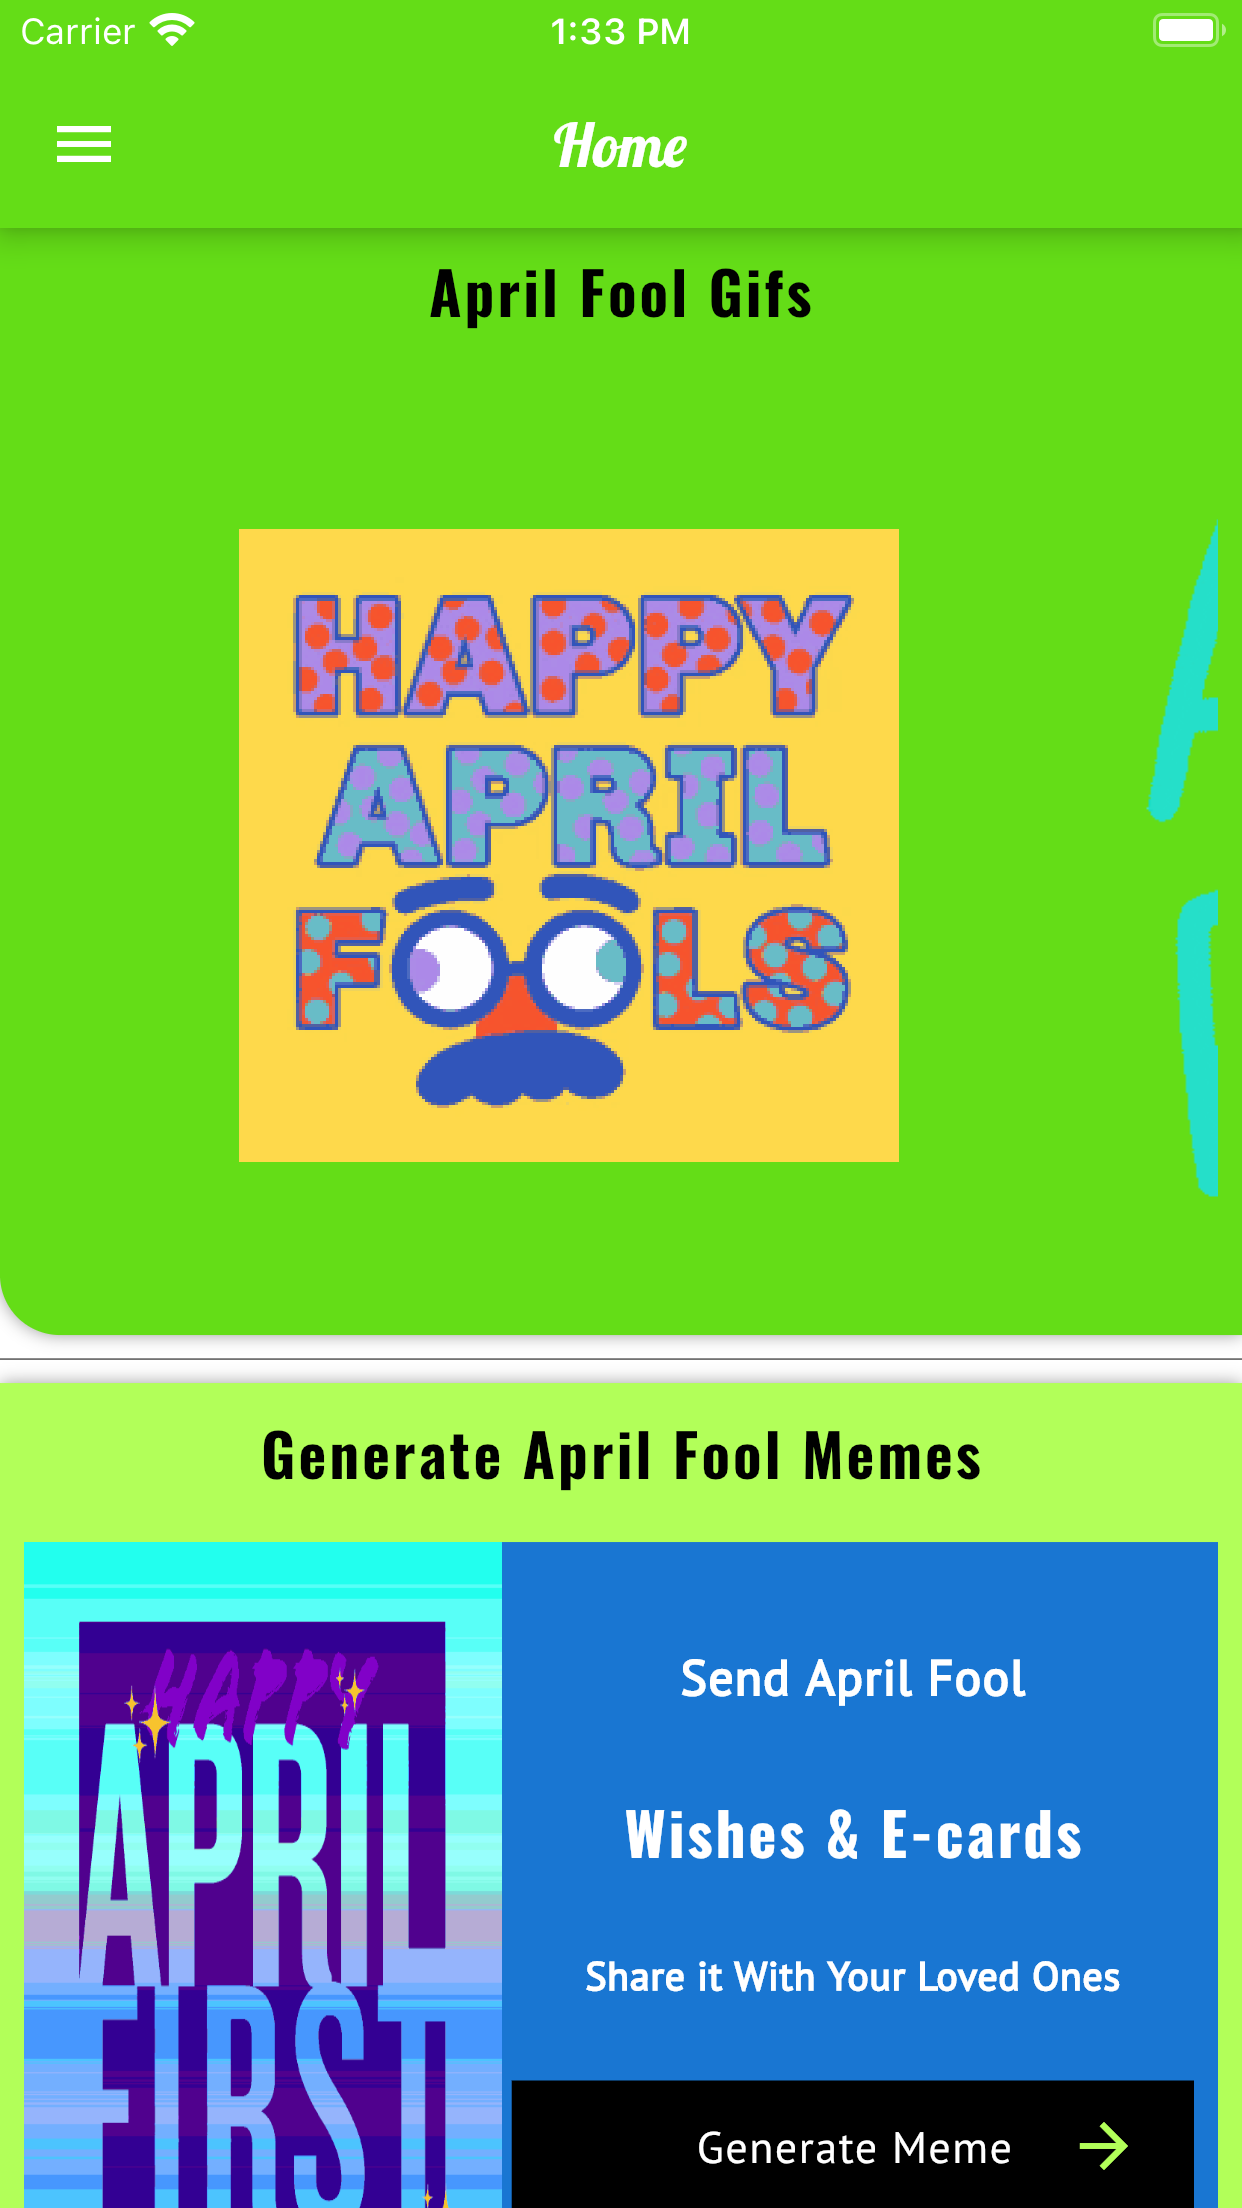 Carrier
1:33 PM
Home
April Fool Gifs
HAPPY
APRIL
FOOLS
Generate April Fool Memes
HAPPY
APRIL
FIRST
Send April Fool
Wishes & E-cards
Share it With Your Loved Ones
Generate Meme